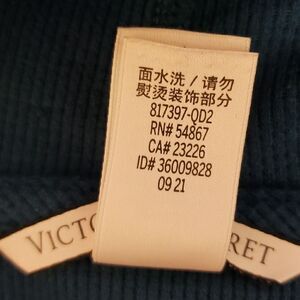 面水洗 / 请勿
熨烫装饰部分
817397-QD2
RN# 54867
CA# 23226
ID# 36009828
09 21
VICTO
RET